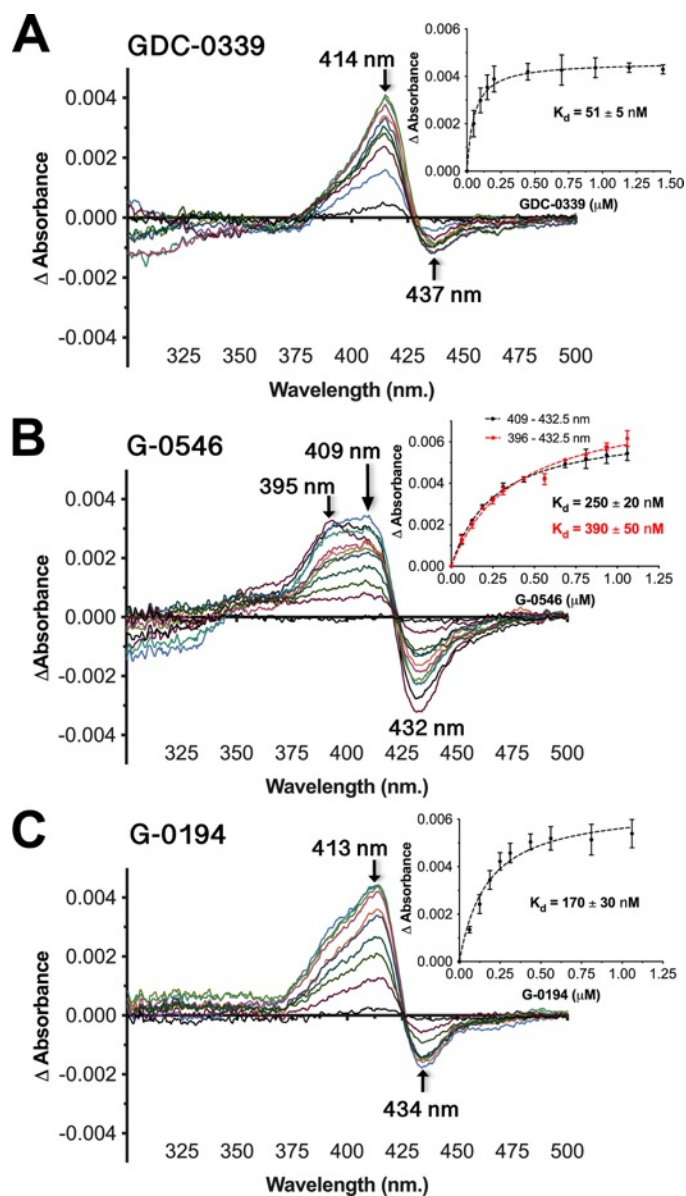 A
GDC-0339
414 nm
437 nm
0.004
0.002
0.000
-0.002
-0.004
Δ Absorbance
325 350 375 400 425 450 475 500
Wavelength (nm.)
0.006
0.004
0.002
0.000
Δ Absorbance
Kd = 51 ± 5 nM
0.00 0.25 0.50 0.75 1.00 1.25 1.50
GDC-0339 (μM)
B
G-0546
395 nm
409 nm
432 nm
0.004
0.002
0.000
-0.002
-0.004
ΔAbsorbance
325 350 375 400 425 450 475 500
Wavelength (nm.)
409 - 432.5 nm
396 - 432.5 nm
0.006
0.004
0.002
0.000
Δ Absorbance
Kd = 250 ± 20 nM
Kd = 390 ± 50 nM
0.00 0.25 0.50 0.75 1.00 1.25
G-0546 (μM)
C
G-0194
413 nm
434 nm
0.004
0.002
0.000
-0.002
-0.004
Δ Absorbance
325 350 375 400 425 450 475 500
Wavelength (nm.)
0.006
0.004
0.002
0.000
Δ Absorbance
Kd = 170 ± 30 nM
0.00 0.25 0.50 0.75 1.00 1.25
G-0194 (μM)